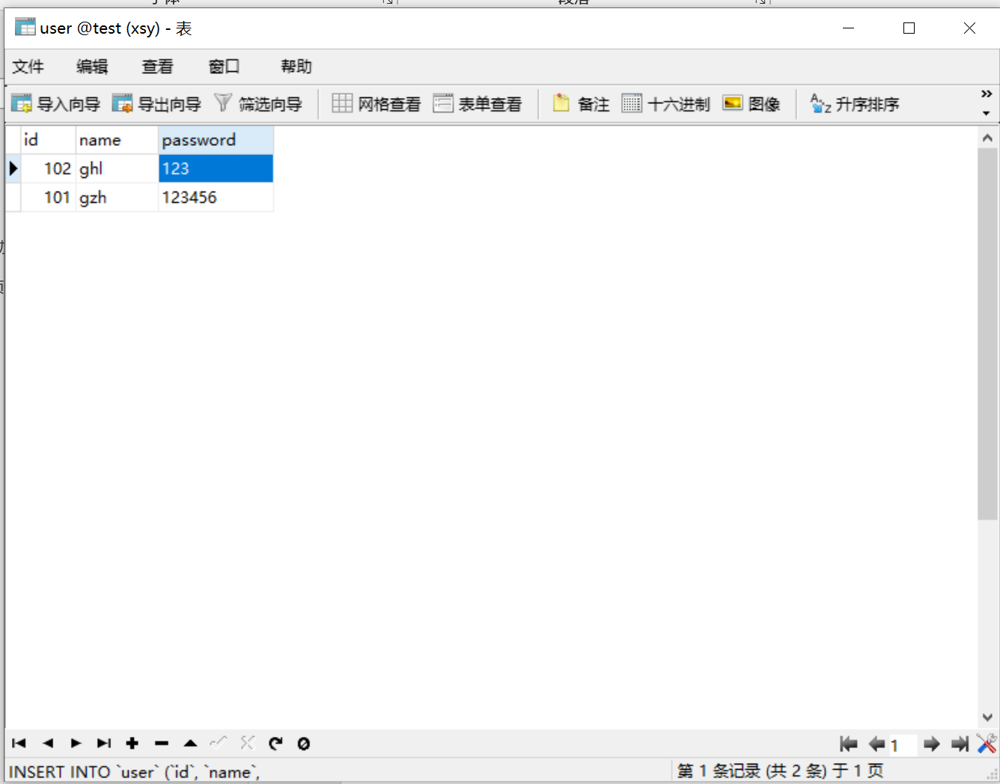 user @test (xsy) - 表
文件 编辑 查看 窗口 帮助
导入向导 导出向导 筛选向导 网格查看 表单查看 备注 十六进制 图像 升序排序
id name password
102 ghl 123
101 gzh 123456
1
INSERT INTO `user` (`id`, `name`, 第 1 条记录 (共 2 条) 于 1 页